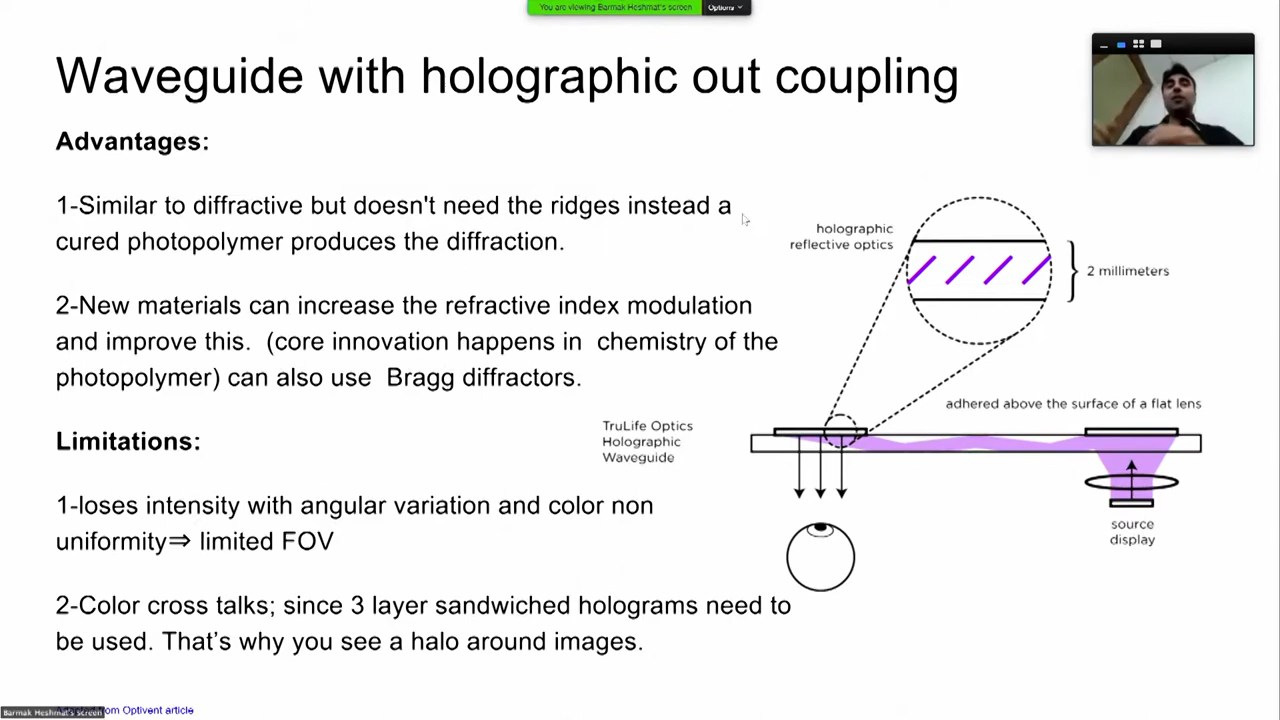 You are viewing Barmak Heshmat's screen
Options
Waveguide with holographic out coupling
Advantages:
1-Similar to diffractive but doesn't need the ridges instead a
cured photopolymer produces the diffraction.
2-New materials can increase the refractive index modulation
and improve this. (core innovation happens in chemistry of the
photopolymer) can also use Bragg diffractors.
Limitations:
1-loses intensity with angular variation and color non
uniformity⇒ limited FOV
2-Color cross talks; since 3 layer sandwiched holograms need to
be used. That's why you see a halo around images.
holographic
reflective optics
2 millimeters
adhered above the surface of a flat lens
TruLife Optics
Holographic
Waveguide
source
display
Barmak Heshmat's screen
om Optivent article